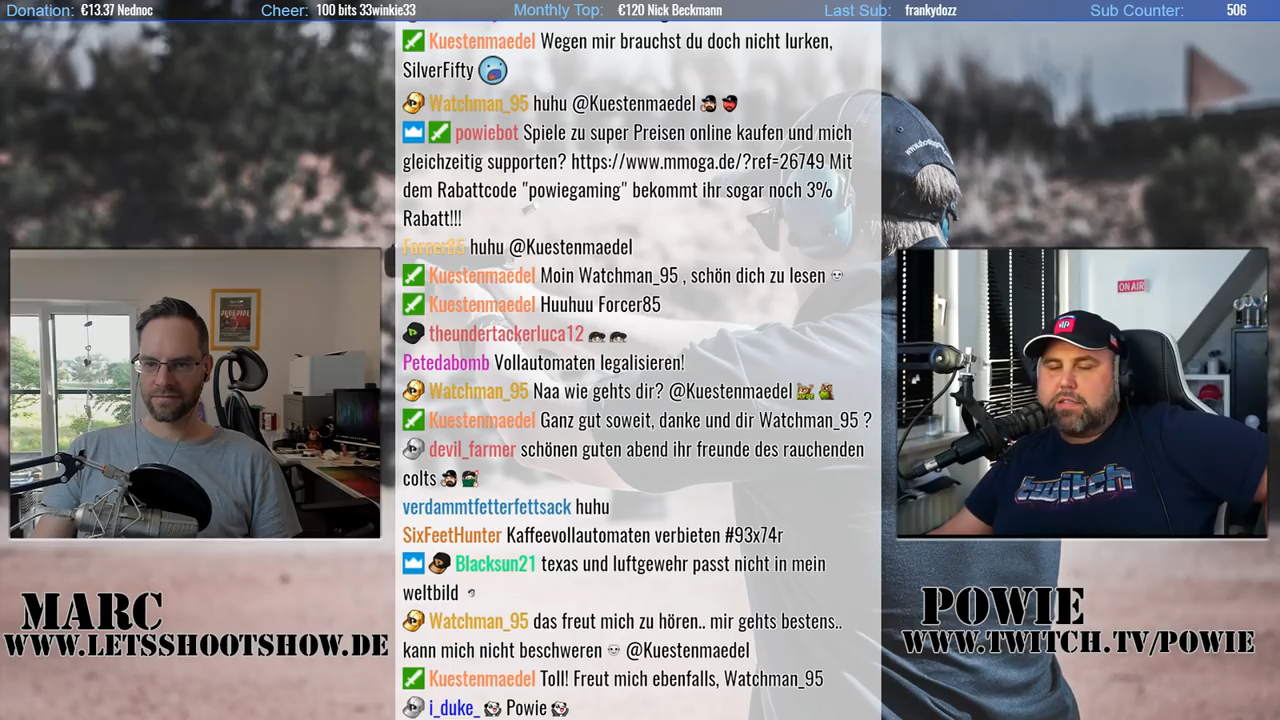 Donation: €13.37 Nednoc Cheer: 100 bits 33winkie33 Monthly Top: €120 Nick Beckmann Last Sub: frankydozz Sub Counter: 506
Kuestenmaedel Wegen mir brauchst du doch nicht lurken,
SilverFifty
Watchman_95 huhu @Kuestenmaedel
powiebot Spiele zu super Preisen online kaufen und mich
gleichzeitig supporten? https://www.mmoga.de/?ref=26749 Mit
dem Rabattcode "powiegaming" bekommt ihr sogar noch 3%
Rabatt!!!
Forcer85 huhu @Kuestenmaedel
Kuestenmaedel Moin Watchman_95 , schön dich zu lesen
Kuestenmaedel Huuhuu Forcer85
theundertackerluca12
Petedabomb Vollautomaten legalisieren!
Watchman_95 Naa wie gehts dir? @Kuestenmaedel
Kuestenmaedel Ganz gut soweit, danke und dir Watchman_95 ?
devil_farmer schönen guten abend ihr freunde des rauchenden
colts
verdammtfetterfettsack huhu
SixFeetHunter Kaffeevollautomaten verbieten #93x74r
Blacksun21 texas und luftgewehr passt nicht in mein
weltbild
Watchman_95 das freut mich zu hören.. mir gehts bestens..
kann mich nicht beschweren @Kuestenmaedel
Kuestenmaedel Toll! Freut mich ebenfalls, Watchman_95
i_duke_ Powie
ON AIR
twitch
MARC
WWW.LETSSHOOTSHOW.DE
POWIE
WWW.TWITCH.TV/POWIE